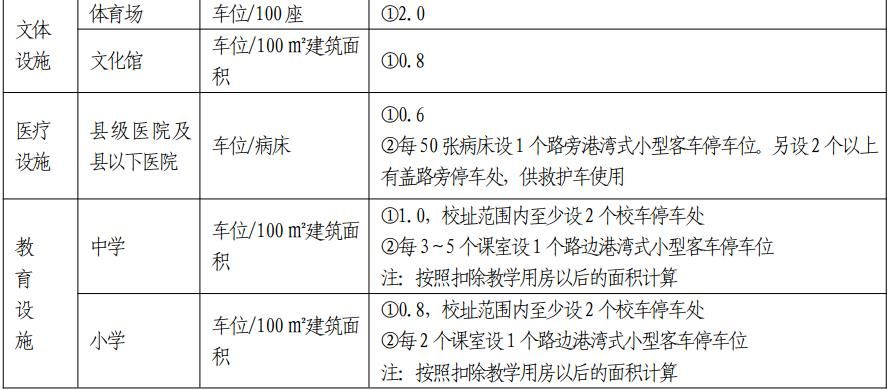 文体
设施
体育场
车位/100座
①2.0
文化馆
车位/100 m²建筑面
积
①0.8
医疗
设施
县级医院及
县以下医院
车位/病床
①0.6
②每50张病床设1个路旁港湾式小型客车停车位。另设2个以上
有盖路旁停车处，供救护车使用
教
育
设
施
中学
车位/100 m²建筑面
积
①1.0，校址范围内至少设2个校车停车处
②每3~5个课室设1个路边港湾式小型客车停车位
注：按照扣除教学用房以后的面积计算
小学
车位/100 m²建筑面
积
①0.8，校址范围内至少设2个校车停车处
②每2个课室设1个路边港湾式小型客车停车位
注：按照扣除教学用房以后的面积计算